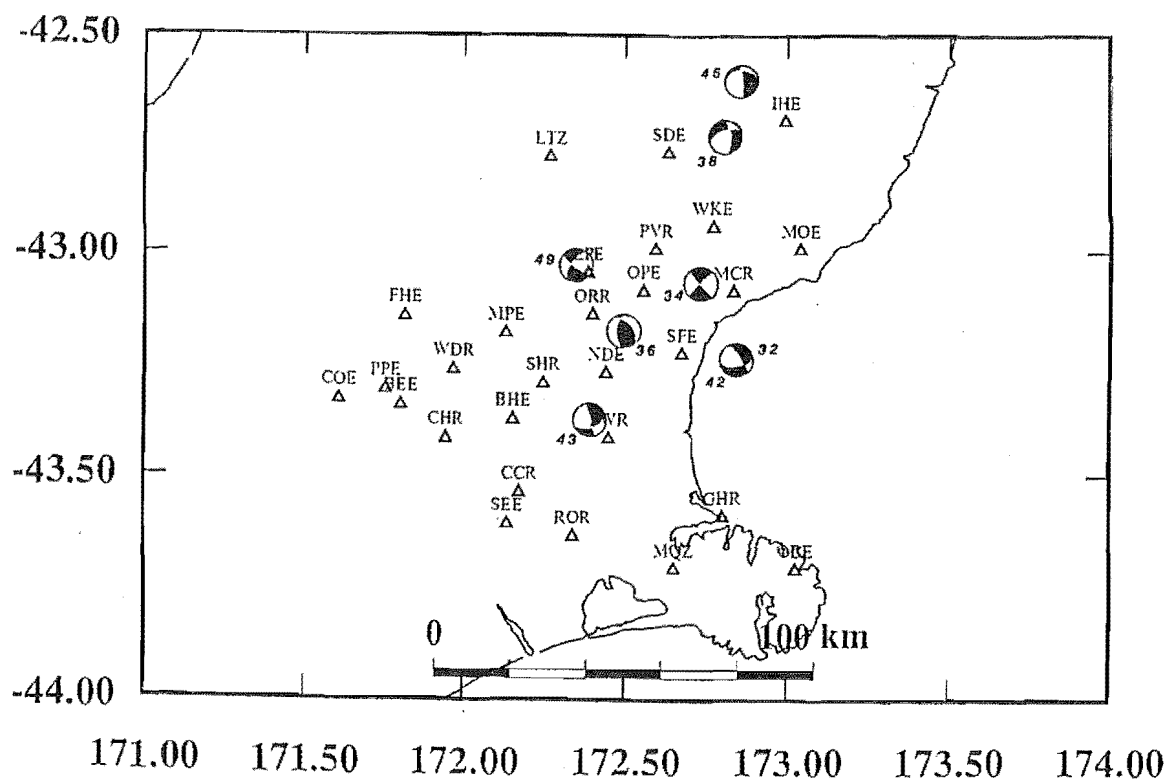 -42.50
45
IHE
LTZ
SDE
38
WKE
-43.00
PVR
MOE
49
OPE
34
MCR
FHE
ORR
MPE
36
SFE
32
WDR
NDE
SHR
42
PPE
COE
BHE
CHR
43
-43.50
CCR
SEE
GHR
ROR
MQZ
0
100 km
-44.00
171.00 171.50 172.00 172.50 173.00 173.50 174.00